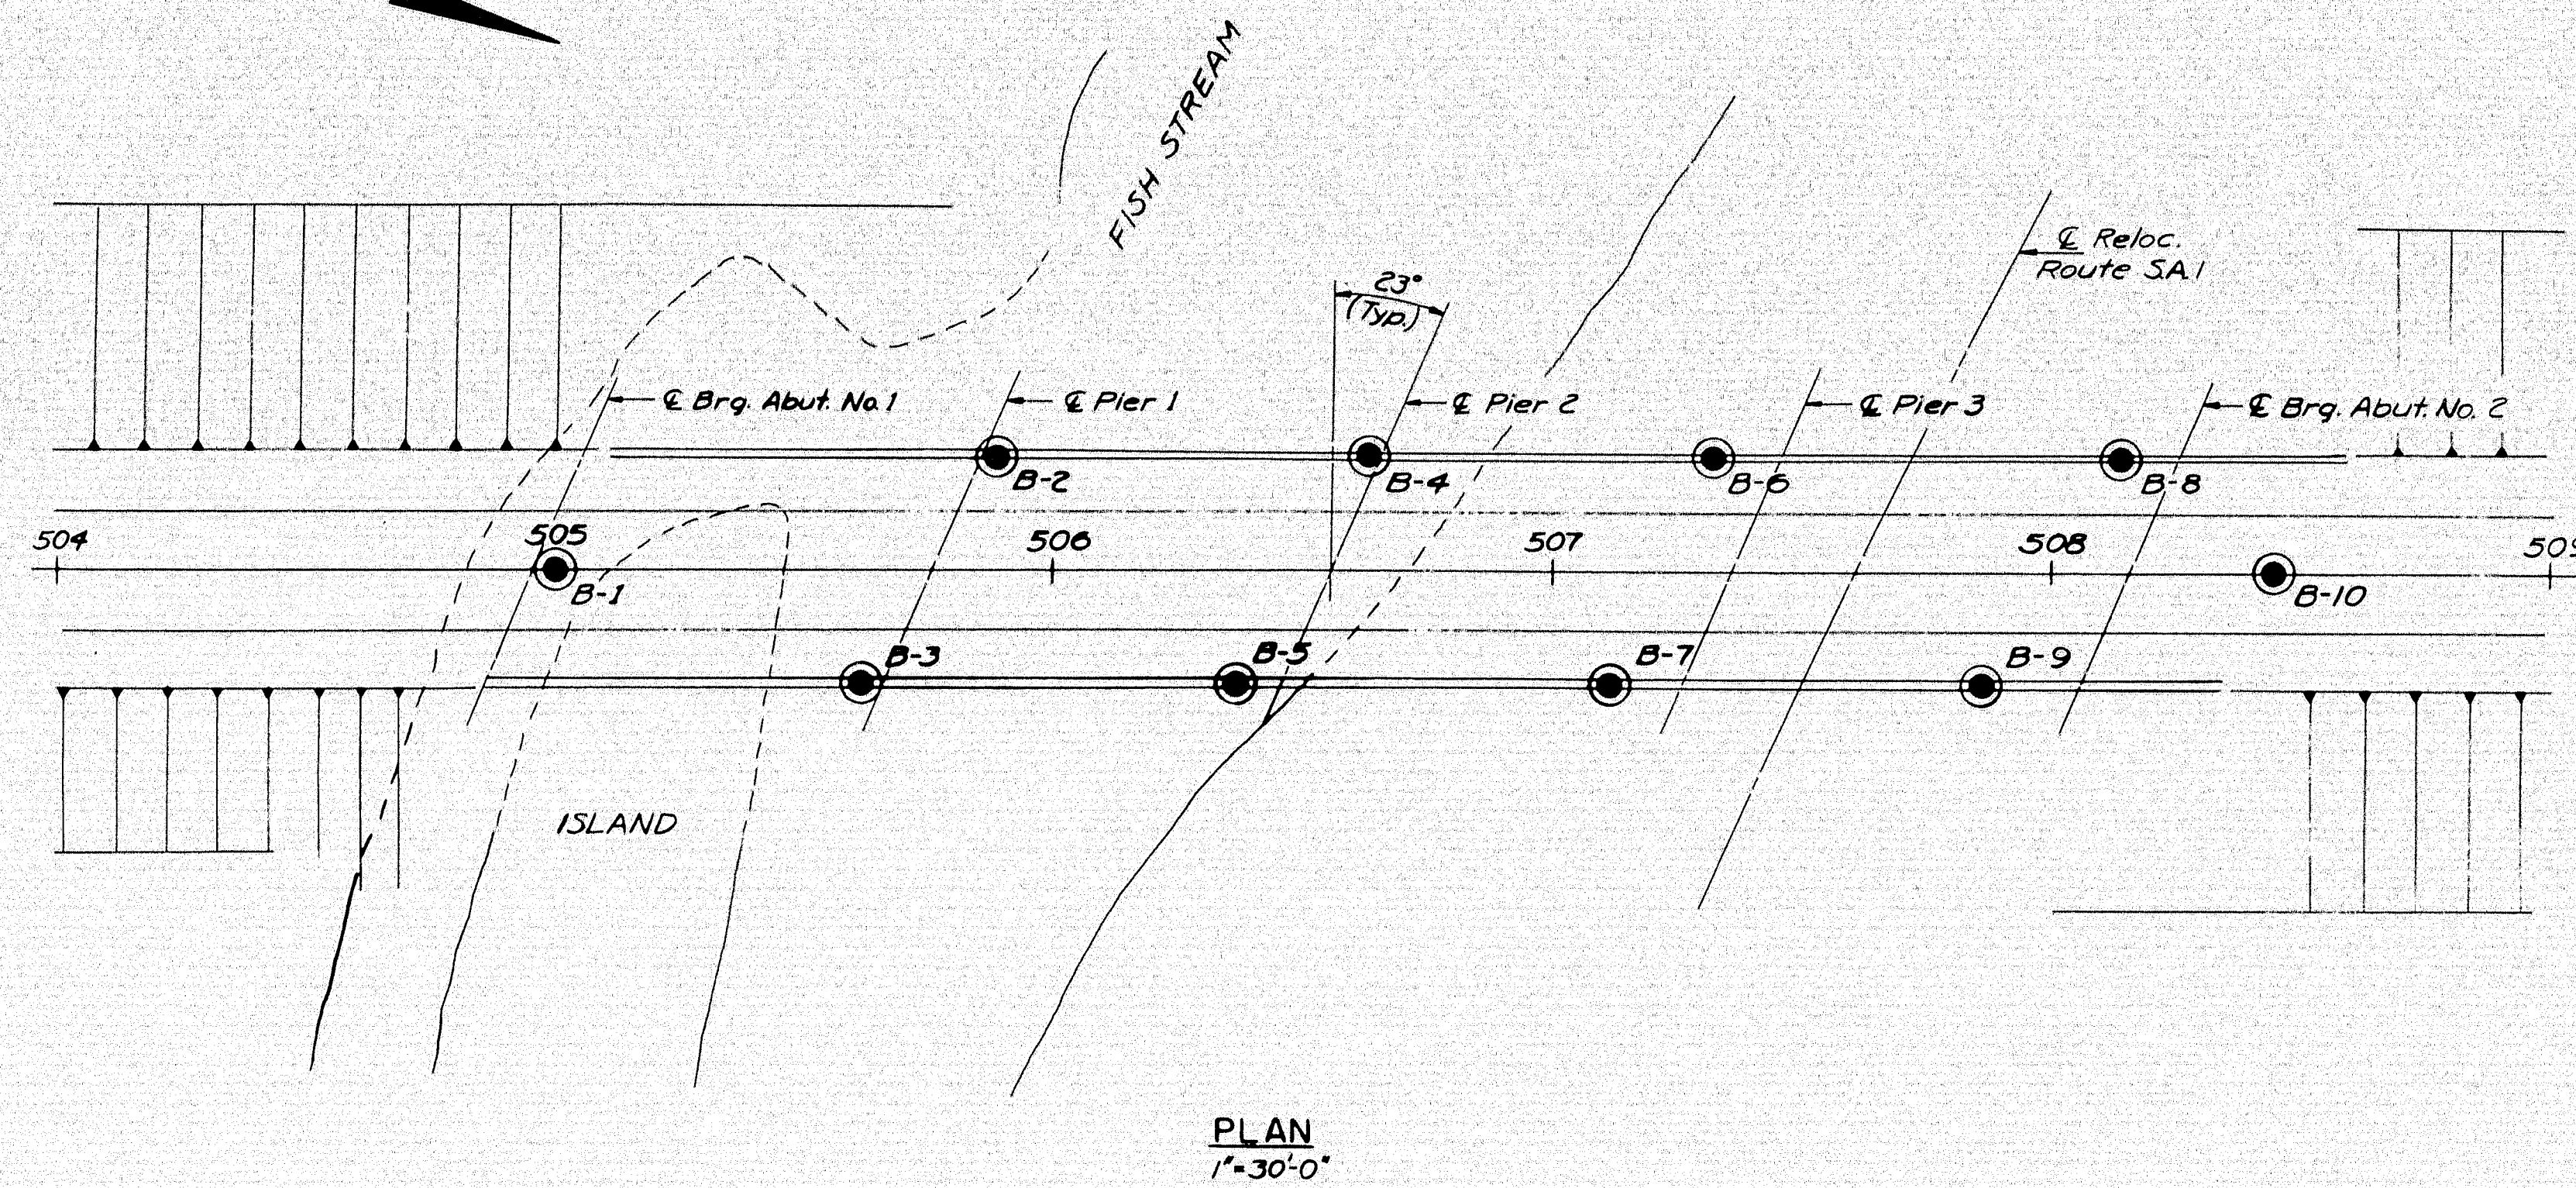 FISH STREAM
℄ Reloc.
Route S.A. 1
23°
(Typ.)
℄ Brg. Abut. No. 1
℄ Pier 1
℄ Pier 2
℄ Pier 3
℄ Brg. Abut. No. 2
B-2
B-4
B-6
B-8
504
505
506
507
508
B-1
B-10
B-3
B-5
B-7
B-9
ISLAND
PLAN
1"=30'-0"